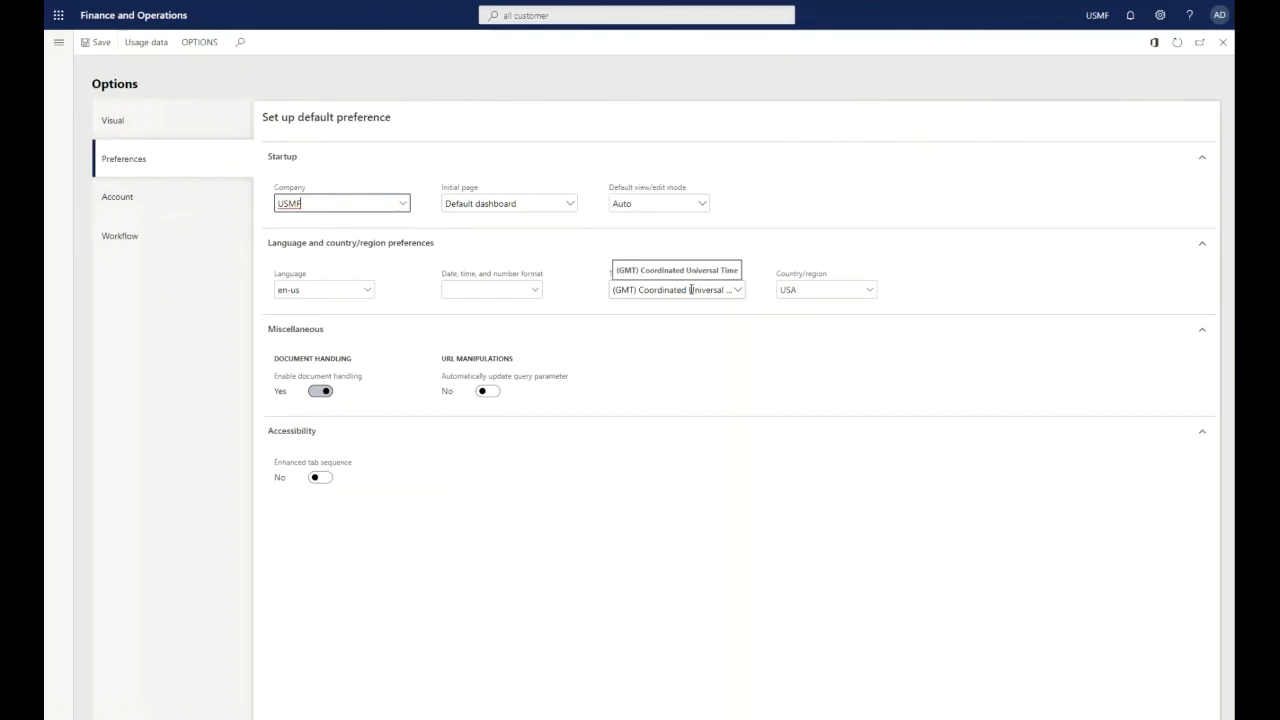 Finance and Operations
all customer
USMF
?
AD
Save
Usage data
OPTIONS
Options
Visual
Preferences
Account
Workflow
Set up default preference
Startup
Company
Initial page
Default view/edit mode
USMF
Default dashboard
Auto
Language and country/region preferences
(GMT) Coordinated Universal Time
Language
Date, time, and number format
Country/region
en-us
(GMT) Coordinated Universal ...
USA
Miscellaneous
DOCUMENT HANDLING
URL MANIPULATIONS
Enable document handling
Automatically update query parameter
Yes
No
Accessibility
Enhanced tab sequence
No